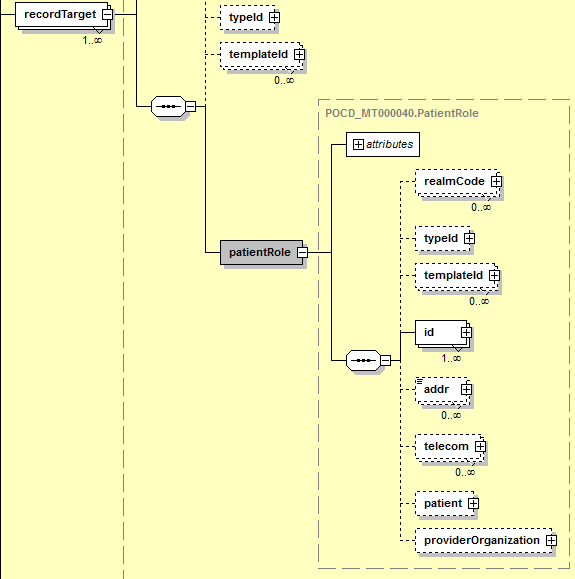 recordTarget
1..∞
typeId
templateId
0..∞
POCD_MT000040.PatientRole
attributes
realmCode
0..∞
typeId
patientRole
templateId
0..∞
id
1..∞
addr
0..∞
telecom
0..∞
patient
providerOrganization